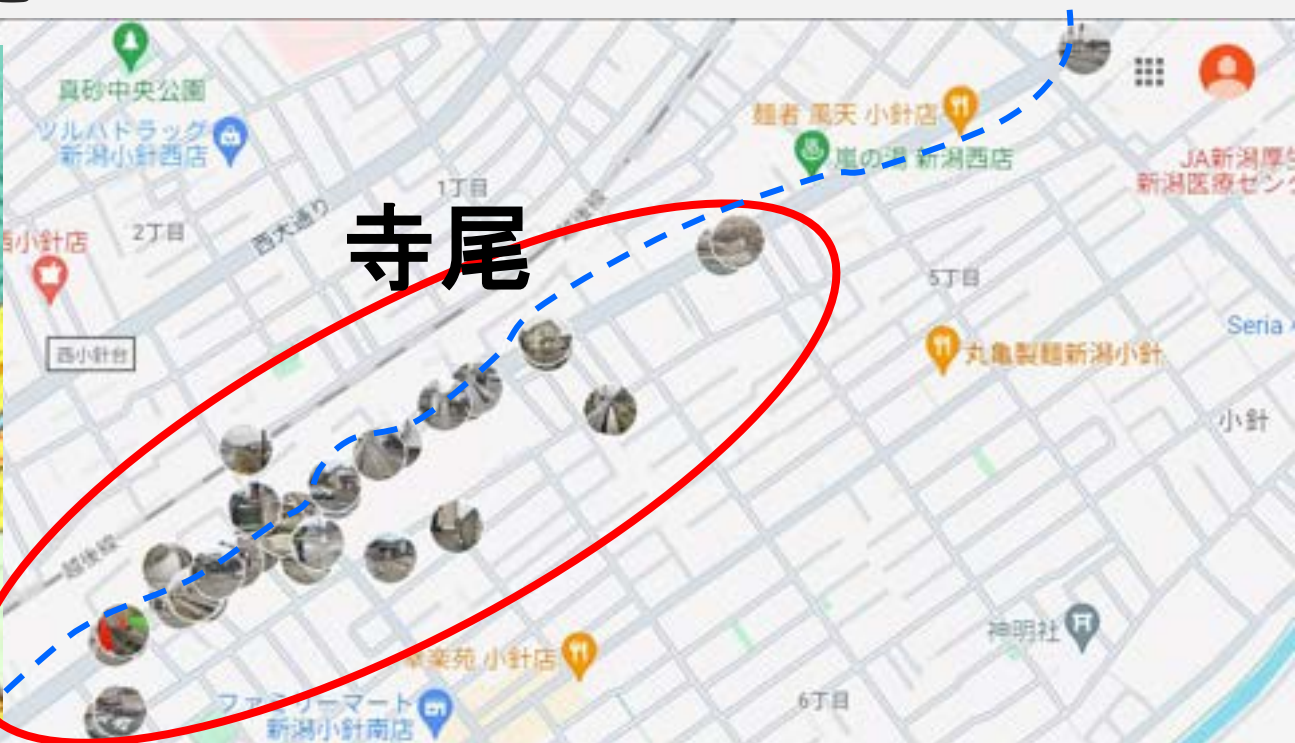 真砂中央公園
ツルハドラッグ
新潟小針西店
麺者 風天 小針店
嵐の湯 新潟西店
JA新潟厚生
新潟医療セン
1丁目
2丁目
西大通り
越後線
寺尾
小針店
5丁目
西小針台
Seria
丸亀製麺新潟小針
小針
越後線
神明社
楽苑 小針店
6丁目
ファミリーマート
新潟小針南店